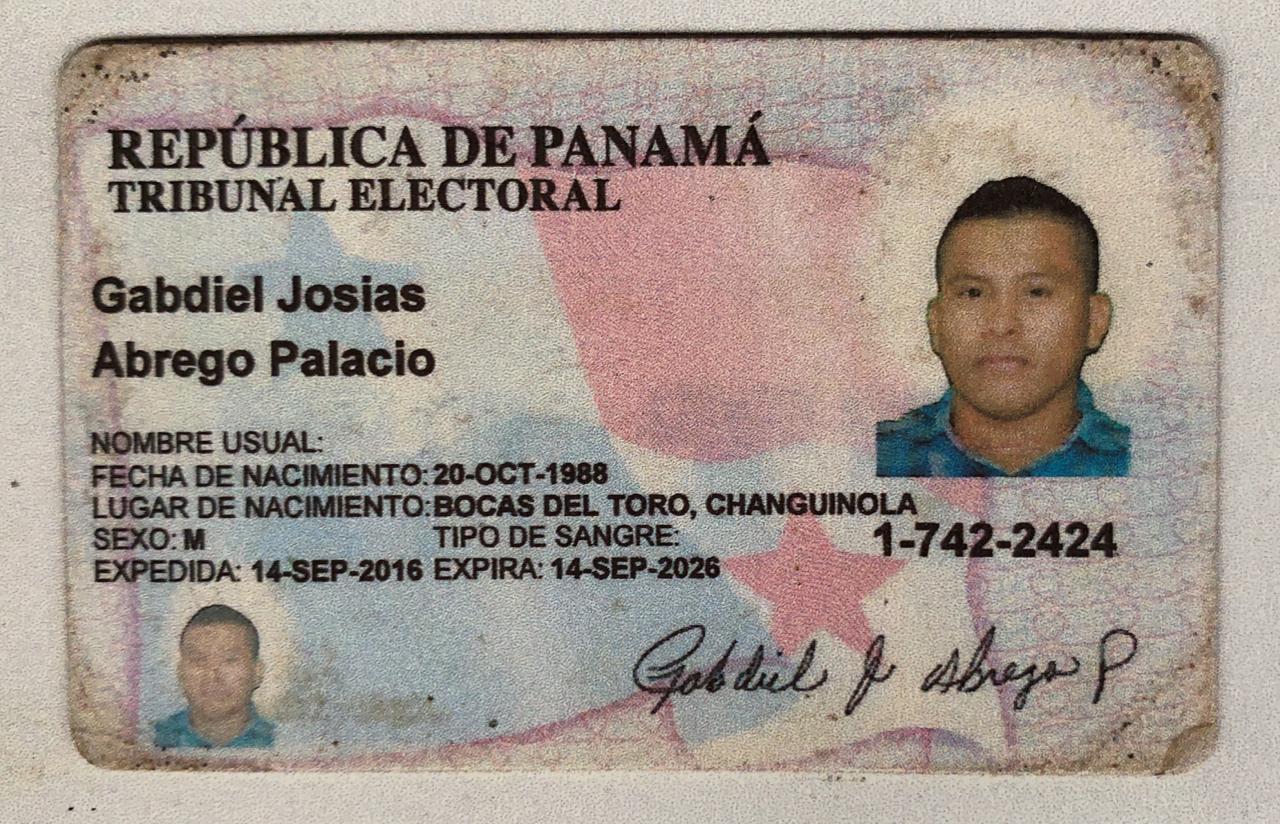 REPÚBLICA DE PANAMÁ
TRIBUNAL ELECTORAL
Gabdiel Josias
Abrego Palacio
NOMBRE USUAL:
FECHA DE NACIMIENTO: 20-OCT-1988
LUGAR DE NACIMIENTO: BOCAS DEL TORO, CHANGUINOLA
SEXO: M TIPO DE SANGRE:
EXPEDIDA: 14-SEP-2016 EXPIRA: 14-SEP-2026
1-742-2424
Gabdiel J Abrego P